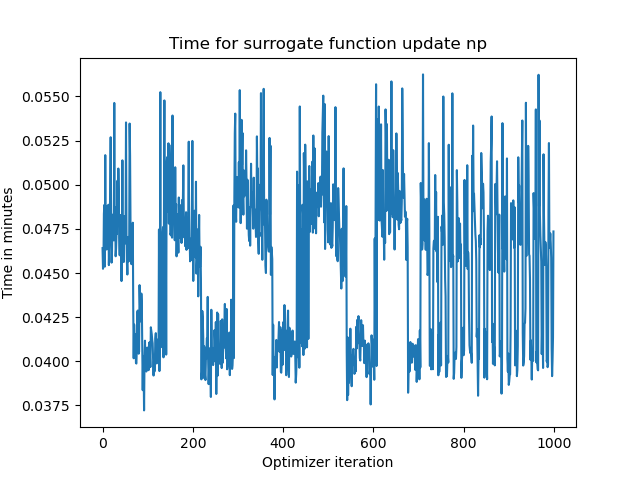 Time for surrogate function update np
Time in minutes
0.0550
0.0525
0.0500
0.0475
0.0450
0.0425
0.0400
0.0375
0 200 400 600 800 1000
Optimizer iteration